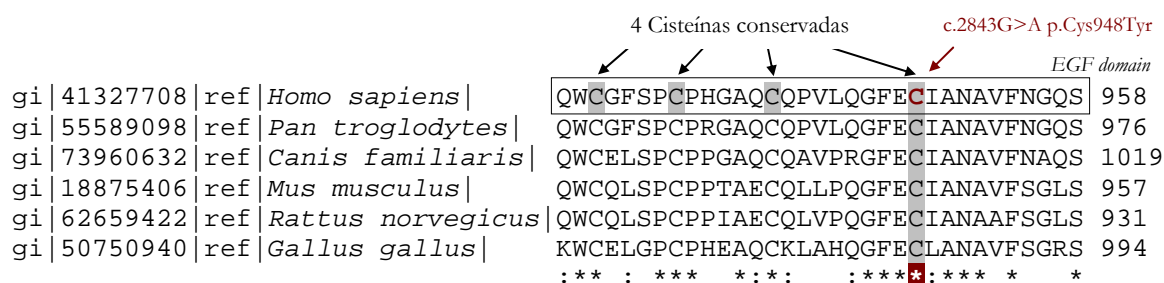 4 Cisteínas conservadas c.2843G>A p.Cys948Tyr
EGF domain
gi|41327708|ref|Homo sapiens| QWCGFSPCPHGAQCQPVLQGFECIANAVFNGQS 958
gi|55589098|ref|Pan troglodytes| QWCGFSPCPRGAQCQPVLQGFECIANAVFNGQS 976
gi|73960632|ref|Canis familiaris| QWCELSPCPPGAQCQAVPRGFECIANAVFNAQS 1019
gi|18875406|ref|Mus musculus| QWCQLSPCPPTAECQLLPQGFECIANAVFSGLS 957
gi|62659422|ref|Rattus norvegicus| QWCQLSPCPPIAECQLVPQGFECIANAAFSGLS 931
gi|50750940|ref|Gallus gallus| KWCELGPCPHEAQCKLAHQGFECLANAVFSGRS 994
:** : *** *:*: :****:*** * *